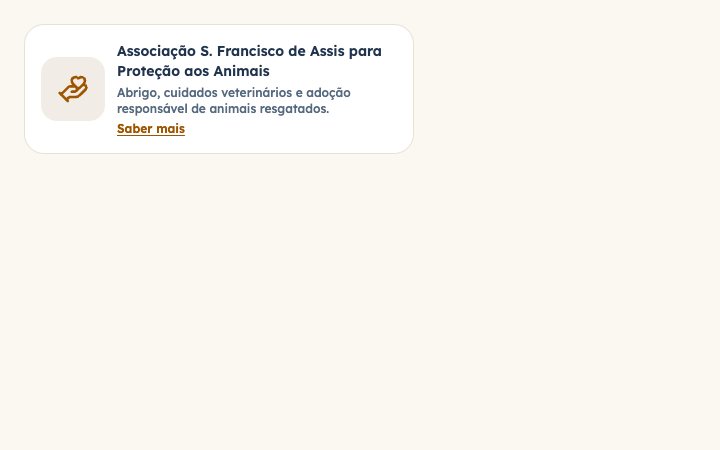 Associação S. Francisco de Assis para
Proteção aos Animais
Abrigo, cuidados veterinários e adoção
responsável de animais resgatados.
Saber mais